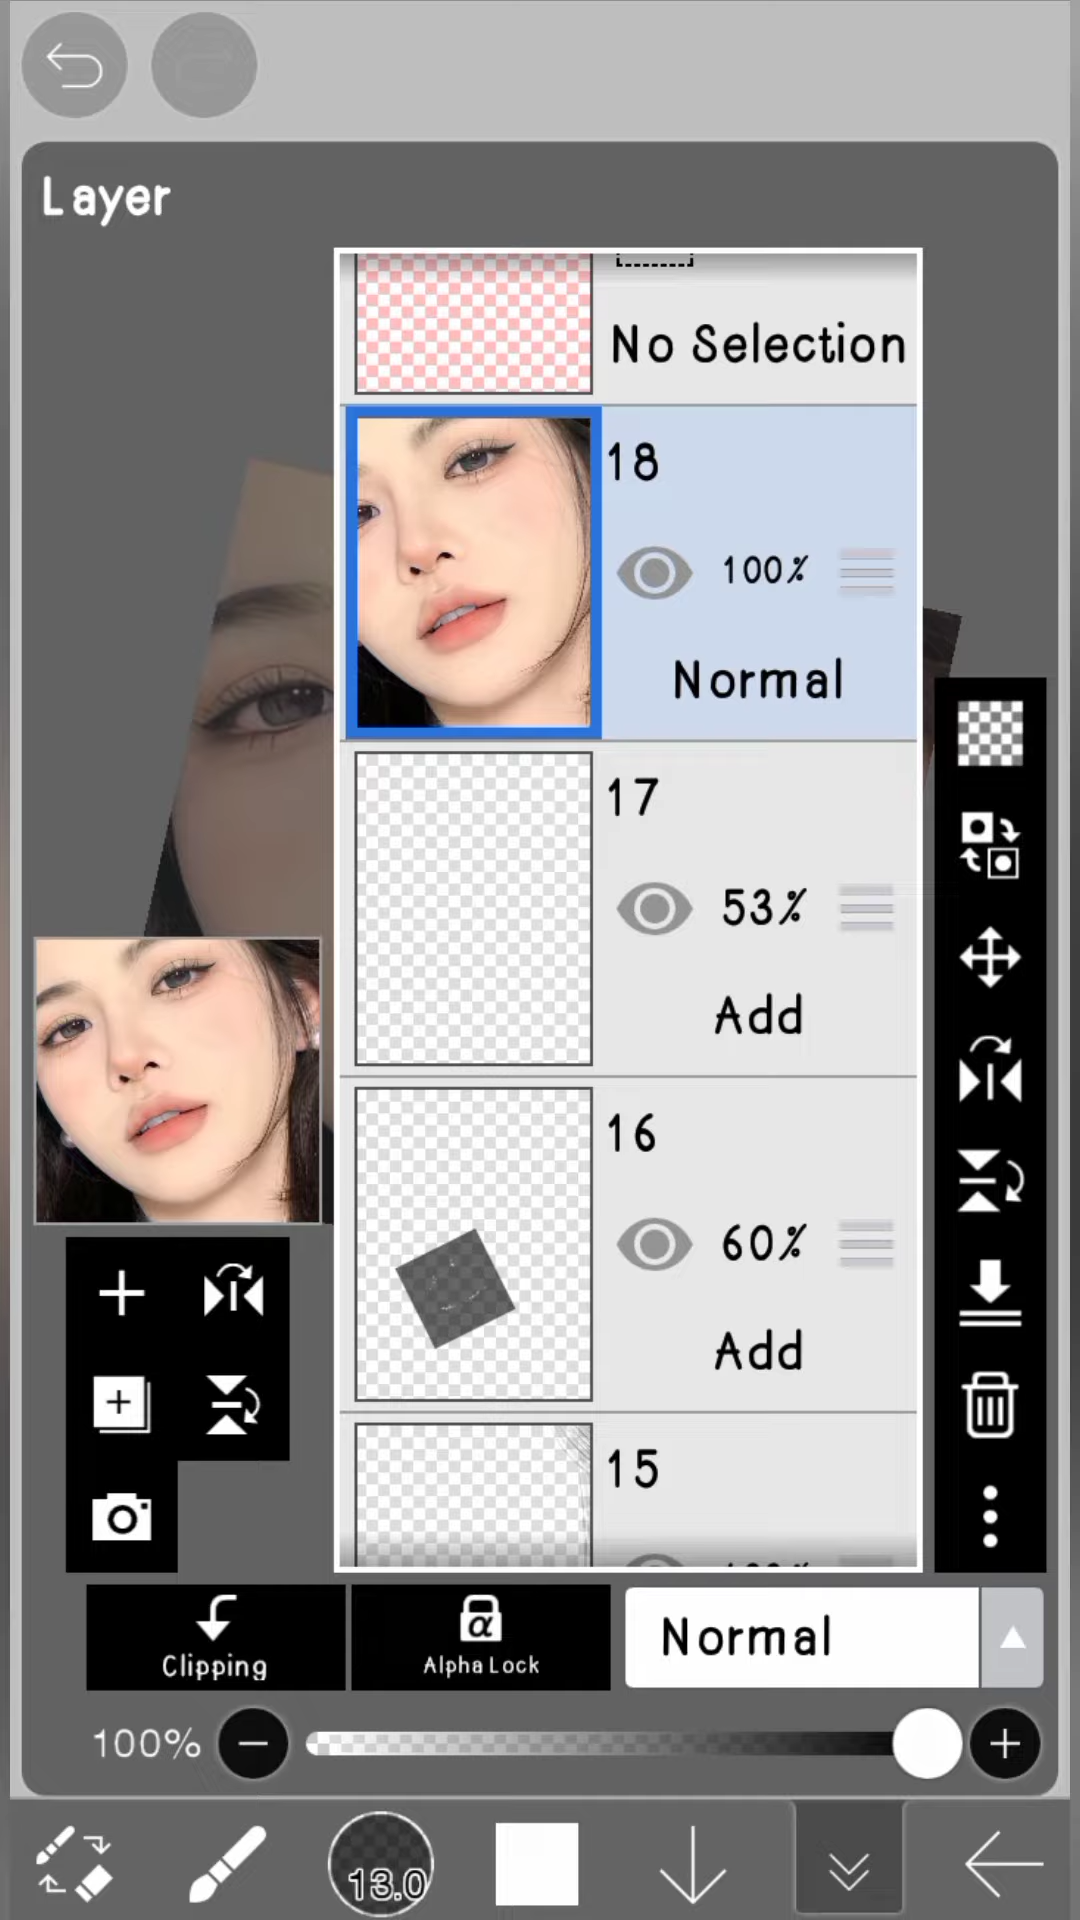 Layer
No Selection
18
100%
Normal
17
53%
Add
16
60%
Add
15
Clipping
α
Alpha Lock
Normal
100%
13.0